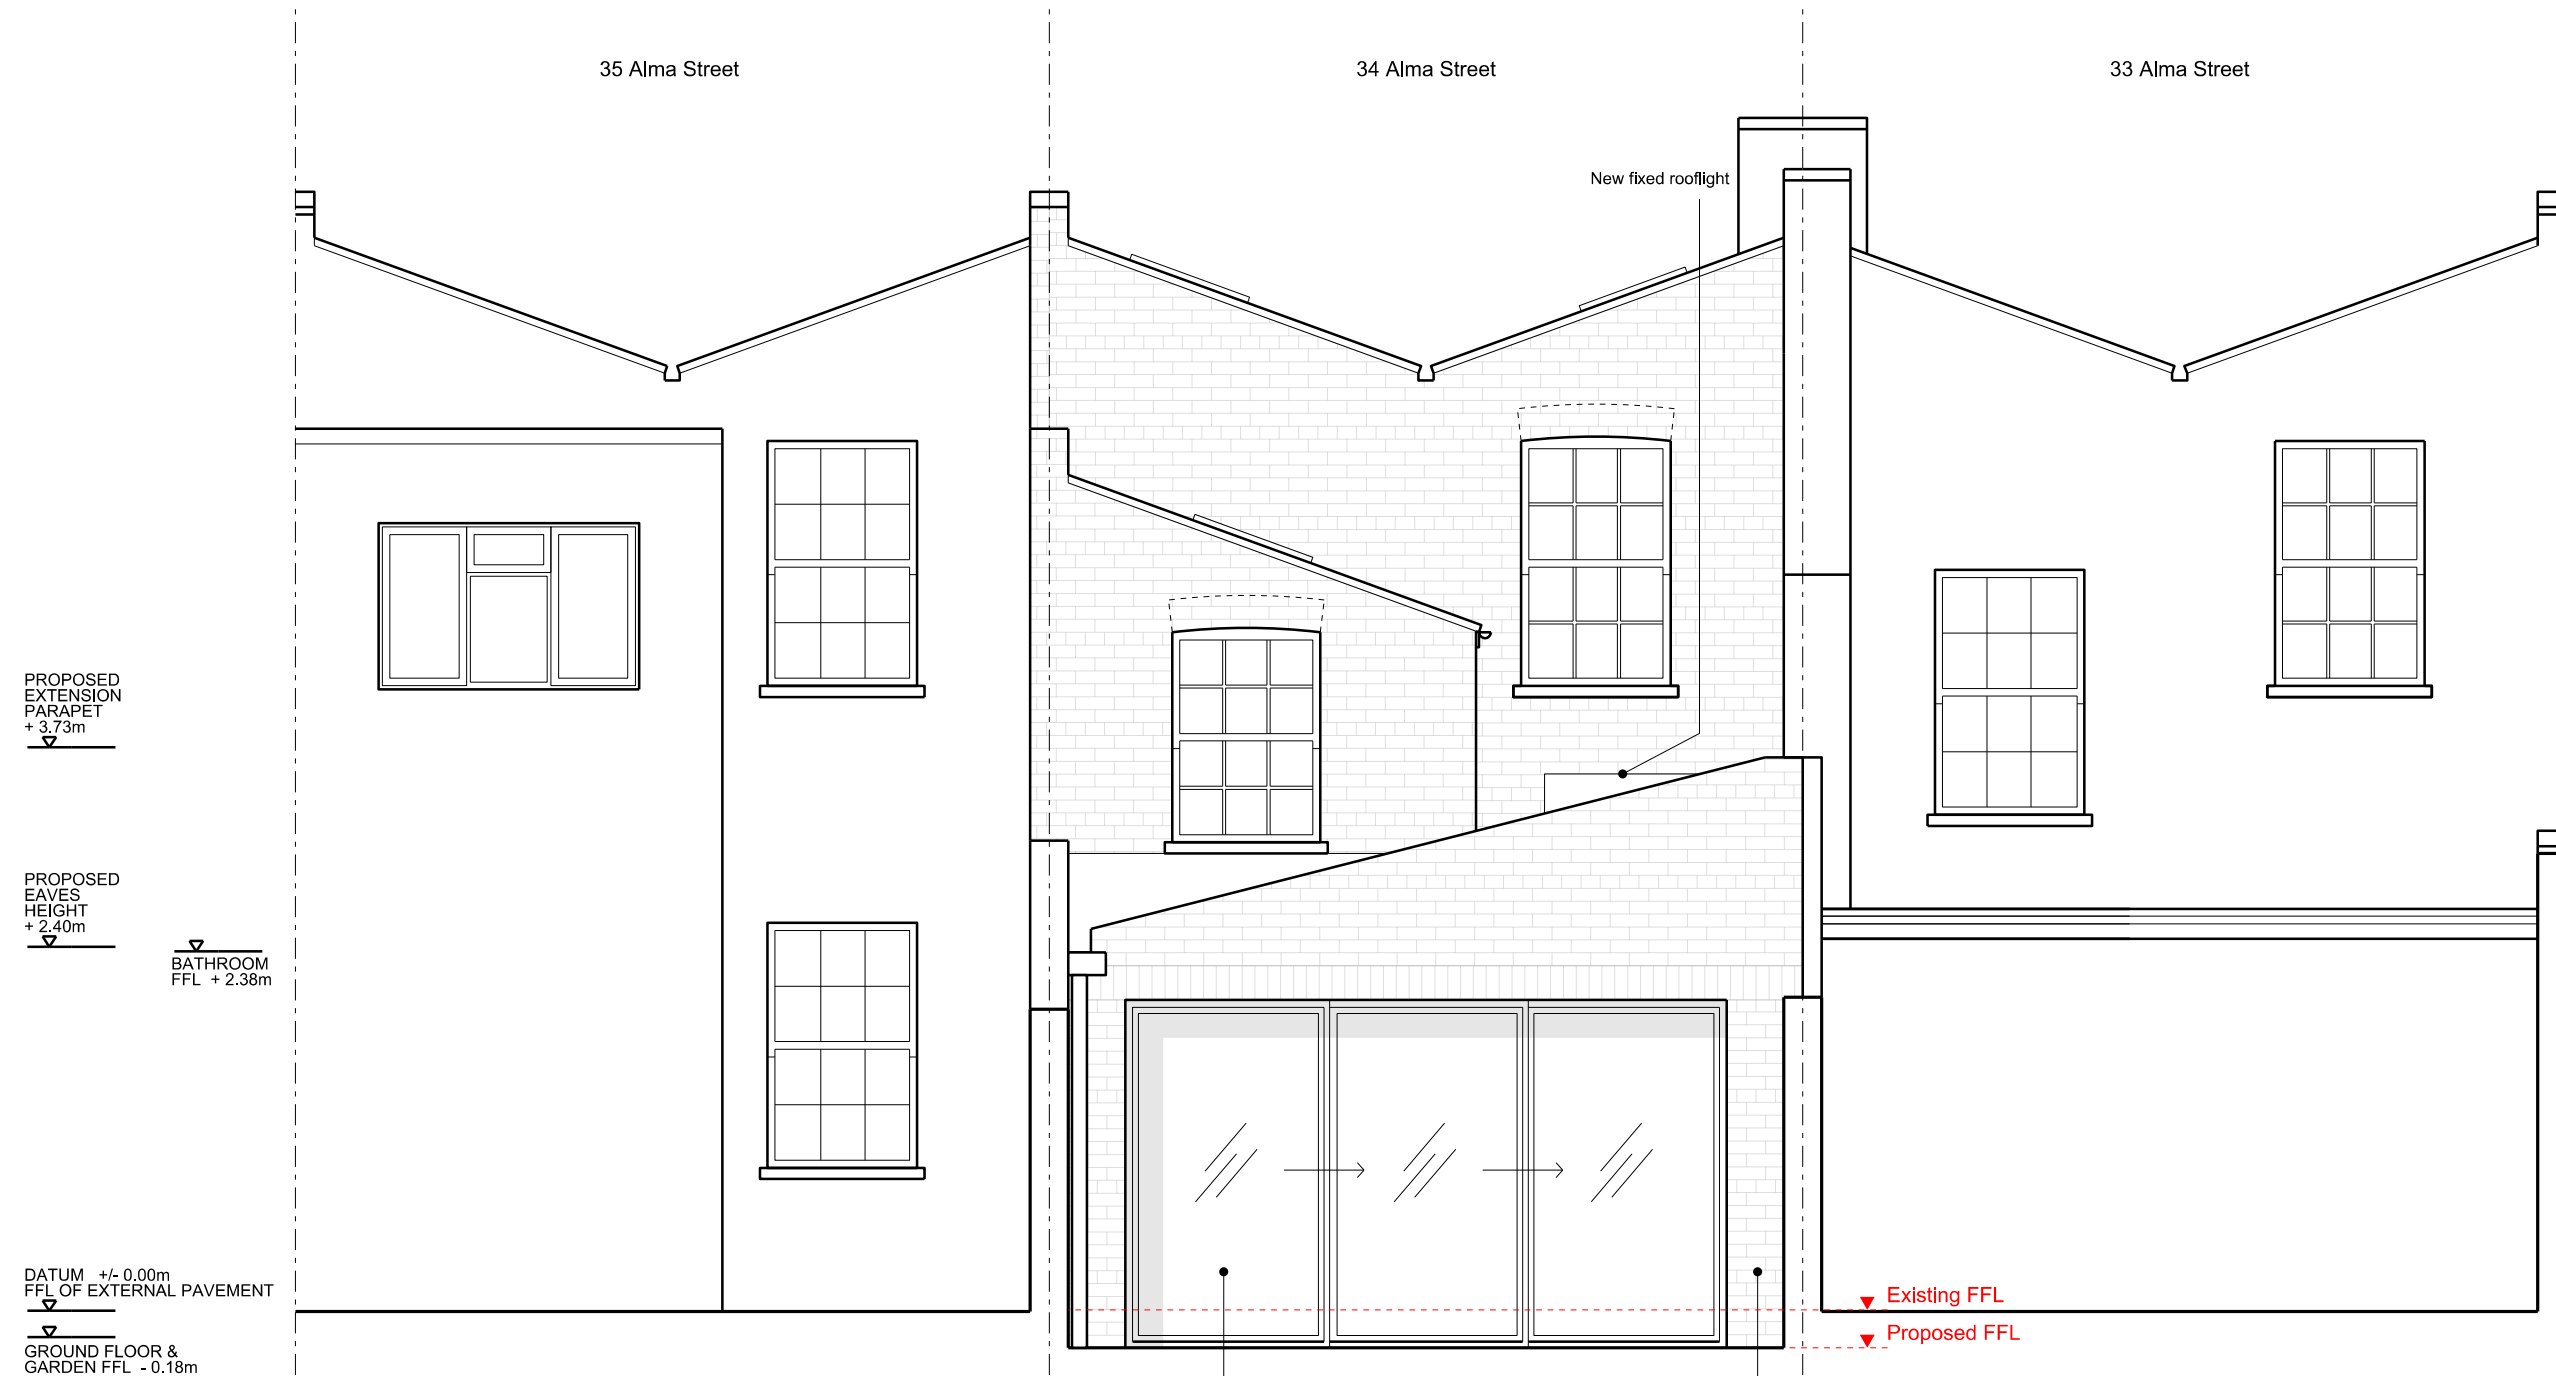 35 Alma Street
34 Alma Street
33 Alma Street
New fixed rooflight
PROPOSED
EXTENSION
PARAPET
+ 3.73m
PROPOSED
EAVES
HEIGHT
+ 2.40m
BATHROOM
FFL + 2.38m
DATUM +/- 0.00m
FFL OF EXTERNAL PAVEMENT
GROUND FLOOR &
GARDEN FFL - 0.18m
Existing FFL
Proposed FFL